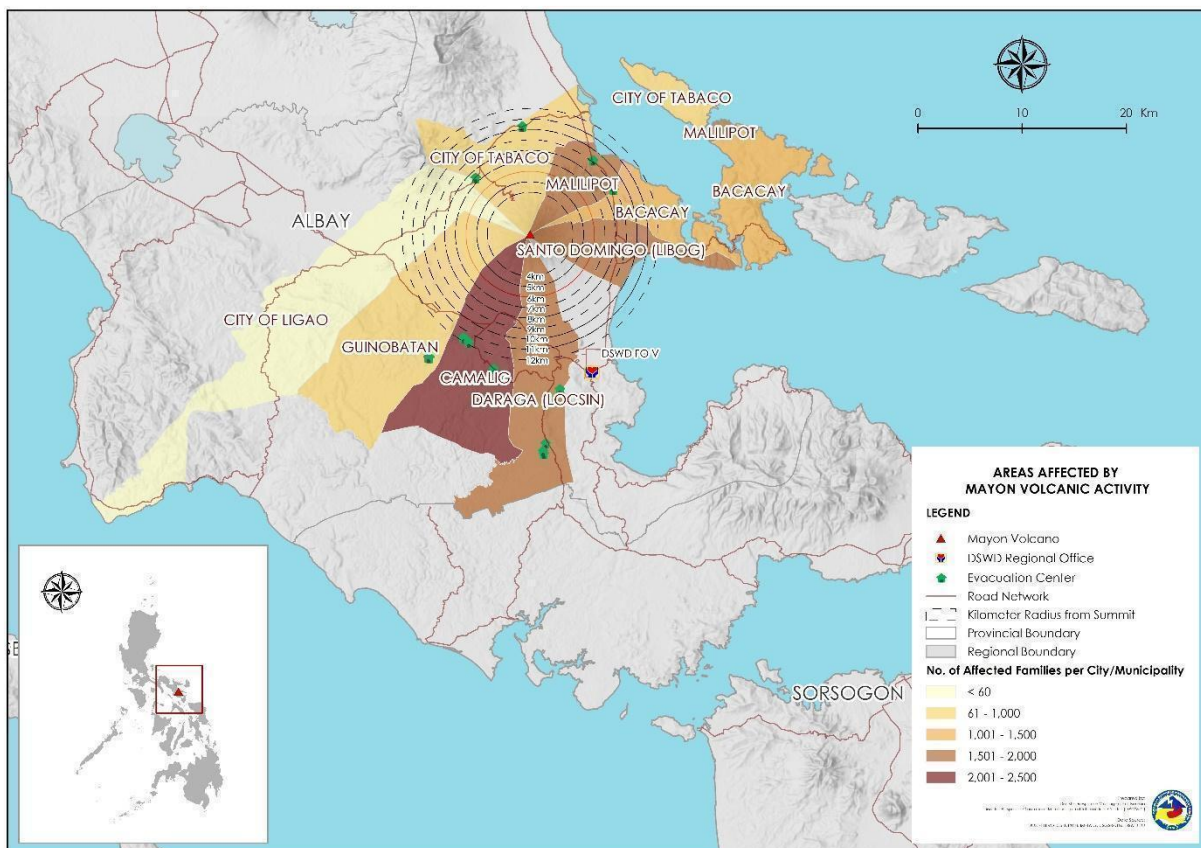 CITY OF TABACO
MALILIPOT
BACACAY
0 10 20 Km
CITY OF TABACO
MALILIPOT
BACACAY
ALBAY
SANTO DOMINGO (LIBOG)
4km
5km
6km
7km
8km
9km
10km
11km
12km
CITY OF LIGAO
GUINOBATAN
DSWD FO V
CAMALIG
DARAGA (LOCSIN)
SORSOGON
AREAS AFFECTED BY
MAYON VOLCANIC ACTIVITY
LEGEND
Mayon Volcano
DSWD Regional Office
Evacuation Center
Road Network
Kilometer Radius from Summit
Provincial Boundary
Regional Boundary
No. of Affected Families per City/Municipality
< 60
61 - 1,000
1,001 - 1,500
1,501 - 2,000
2,001 - 2,500